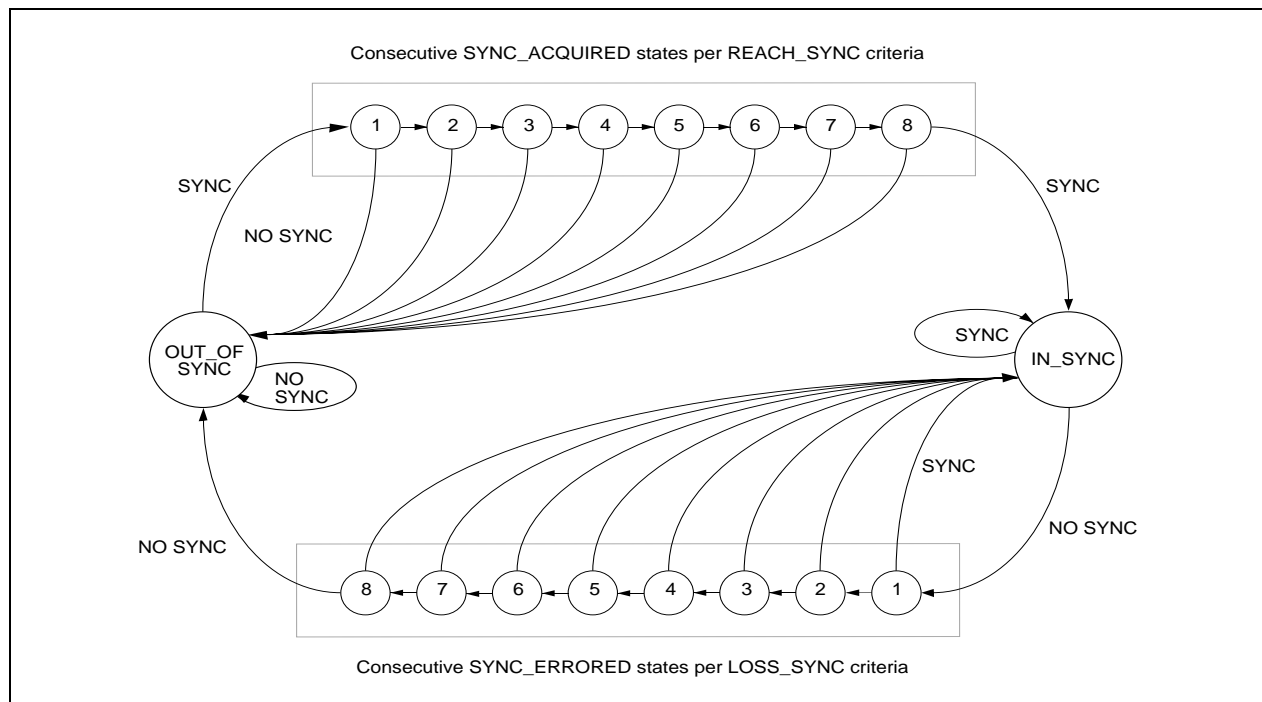 Consecutive SYNC_ACQUIRED states per REACH_SYNC criteria
1 2 3 4 5 6 7 8
SYNC
SYNC
NO SYNC
OUT_OF
SYNC
NO
SYNC
SYNC
IN_SYNC
SYNC
NO SYNC
NO SYNC
8 7 6 5 4 3 2 1
Consecutive SYNC_ERRORED states per LOSS_SYNC criteria